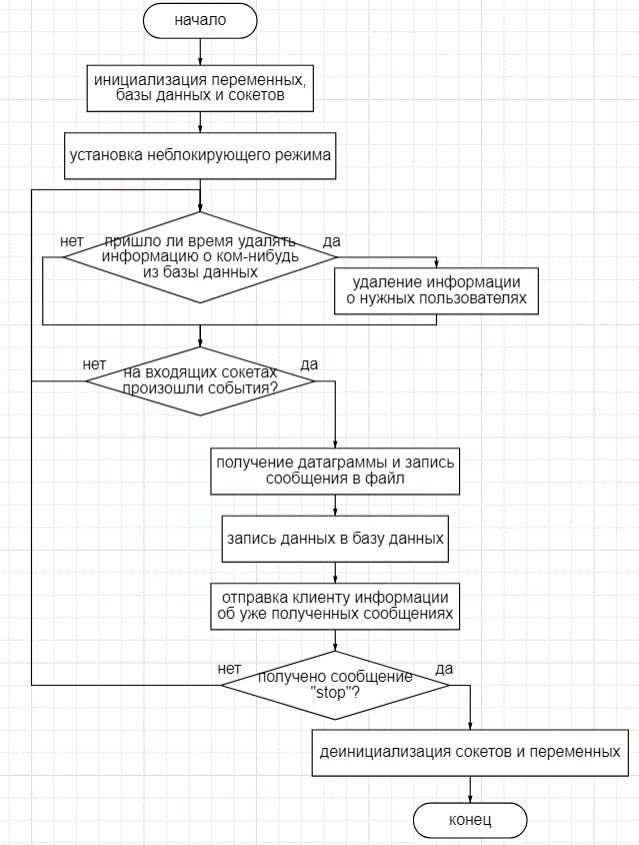 начало
инициализация переменных,
базы данных и сокетов
установка неблокирующего режима
нет
пришло ли время удалять
информацию о ком-нибудь
из базы данных
да
удаление информации
о нужных пользователях
нет
на входящих сокетах
произошли события?
да
получение датаграммы и запись
сообщения в файл
запись данных в базу данных
отправка клиенту информации
об уже полученных сообщениях
нет
получено сообщение
"stop"?
да
деинициализация сокетов и переменных
конец